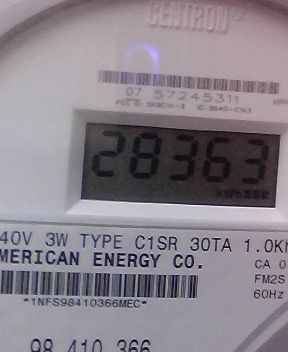 CENTRON
07 57245311
28363
kWh
40V 3W TYPE C1SR 30TA 1.0K
MERICAN ENERGY CO.
CA 0
FM2S
60Hz
*1NFS98410366MEC*
98 410 366